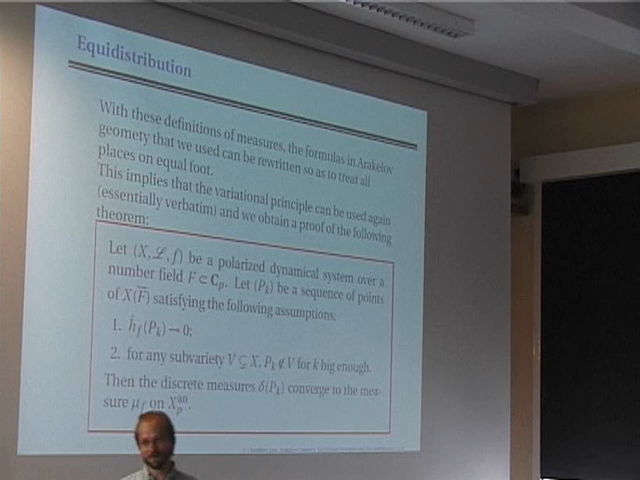 Equidistribution
With these definitions of measures, the formulas in Arakelov
geomety that we used can be rewritten so as to treat all
places on equal foot.
This implies that the variational principle can be used again
(essentially verbatim) and we obtain a proof of the following
theorem:
Let (X, ℒ, f) be a polarized dynamical system over a
number field F ⊂ C_p. Let (P_k) be a sequence of points
of X(F̄) satisfying the following assumptions:
1. ĥ_f(P_k) → 0;
2. for any subvariety V ⊊ X, P_k ∉ V for k big enough.
Then the discrete measures δ(P_k) converge to the mea-
sure μ_f on X_p^an.